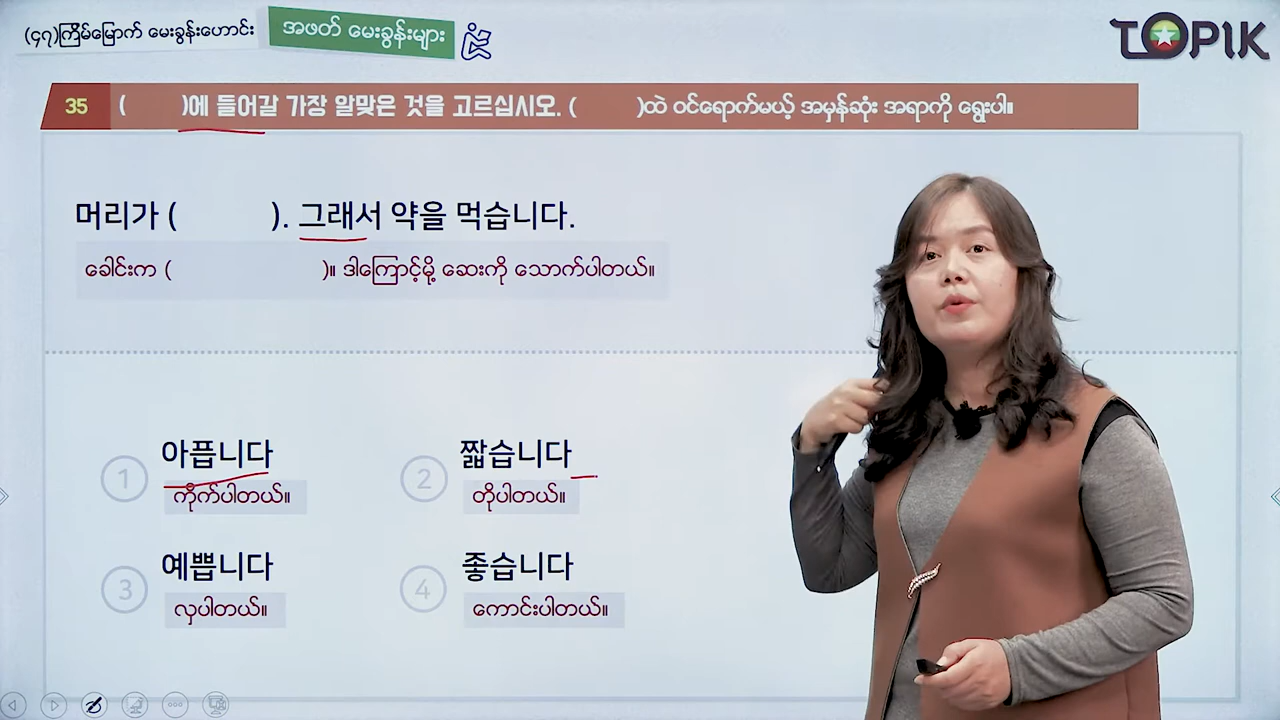 (၄၇)ကြိမ်မြောက် မေးခွန်းဟောင်း
အဖတ် မေးခွန်းများ
TOPIK
35 ( )에 들어갈 가장 알맞은 것을 고르십시오. ( )ထဲ ဝင်ရောက်မယ့် အမှန်ဆုံး အရာကို ရွေးပါ။
머리가 ( ). 그래서 약을 먹습니다.
ခေါင်းက ( )။ ဒါကြောင့်မို့ ဆေးကို သောက်ပါတယ်။
1 아픕니다
ကိုက်ပါတယ်။
2 짧습니다
တိုပါတယ်။
3 예쁩니다
လှပါတယ်။
4 좋습니다
ကောင်းပါတယ်။